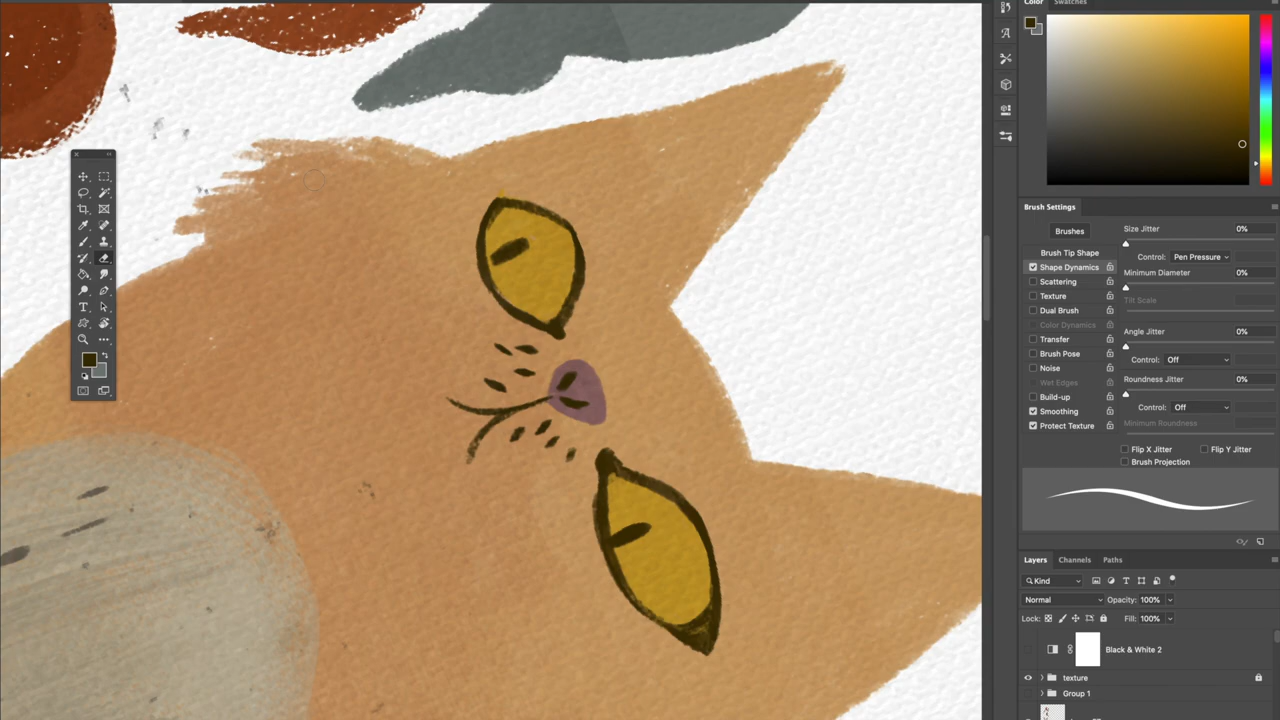 Color Swatches
Brush Settings
Brushes
Size Jitter 0%
Control: Pen Pressure
Brush Tip Shape
Shape Dynamics
Minimum Diameter 0%
Scattering
Texture
Tilt Scale
Dual Brush
Color Dynamics
Angle Jitter 0%
Transfer
Brush Pose
Control: Off
Noise
Roundness Jitter 0%
Wet Edges
Build-up
Control: Off
Smoothing
Minimum Roundness
Protect Texture
Flip X Jitter Flip Y Jitter
Brush Projection
Layers Channels Paths
Kind
Normal Opacity: 100%
Lock: Fill: 100%
Black & White 2
texture
Group 1